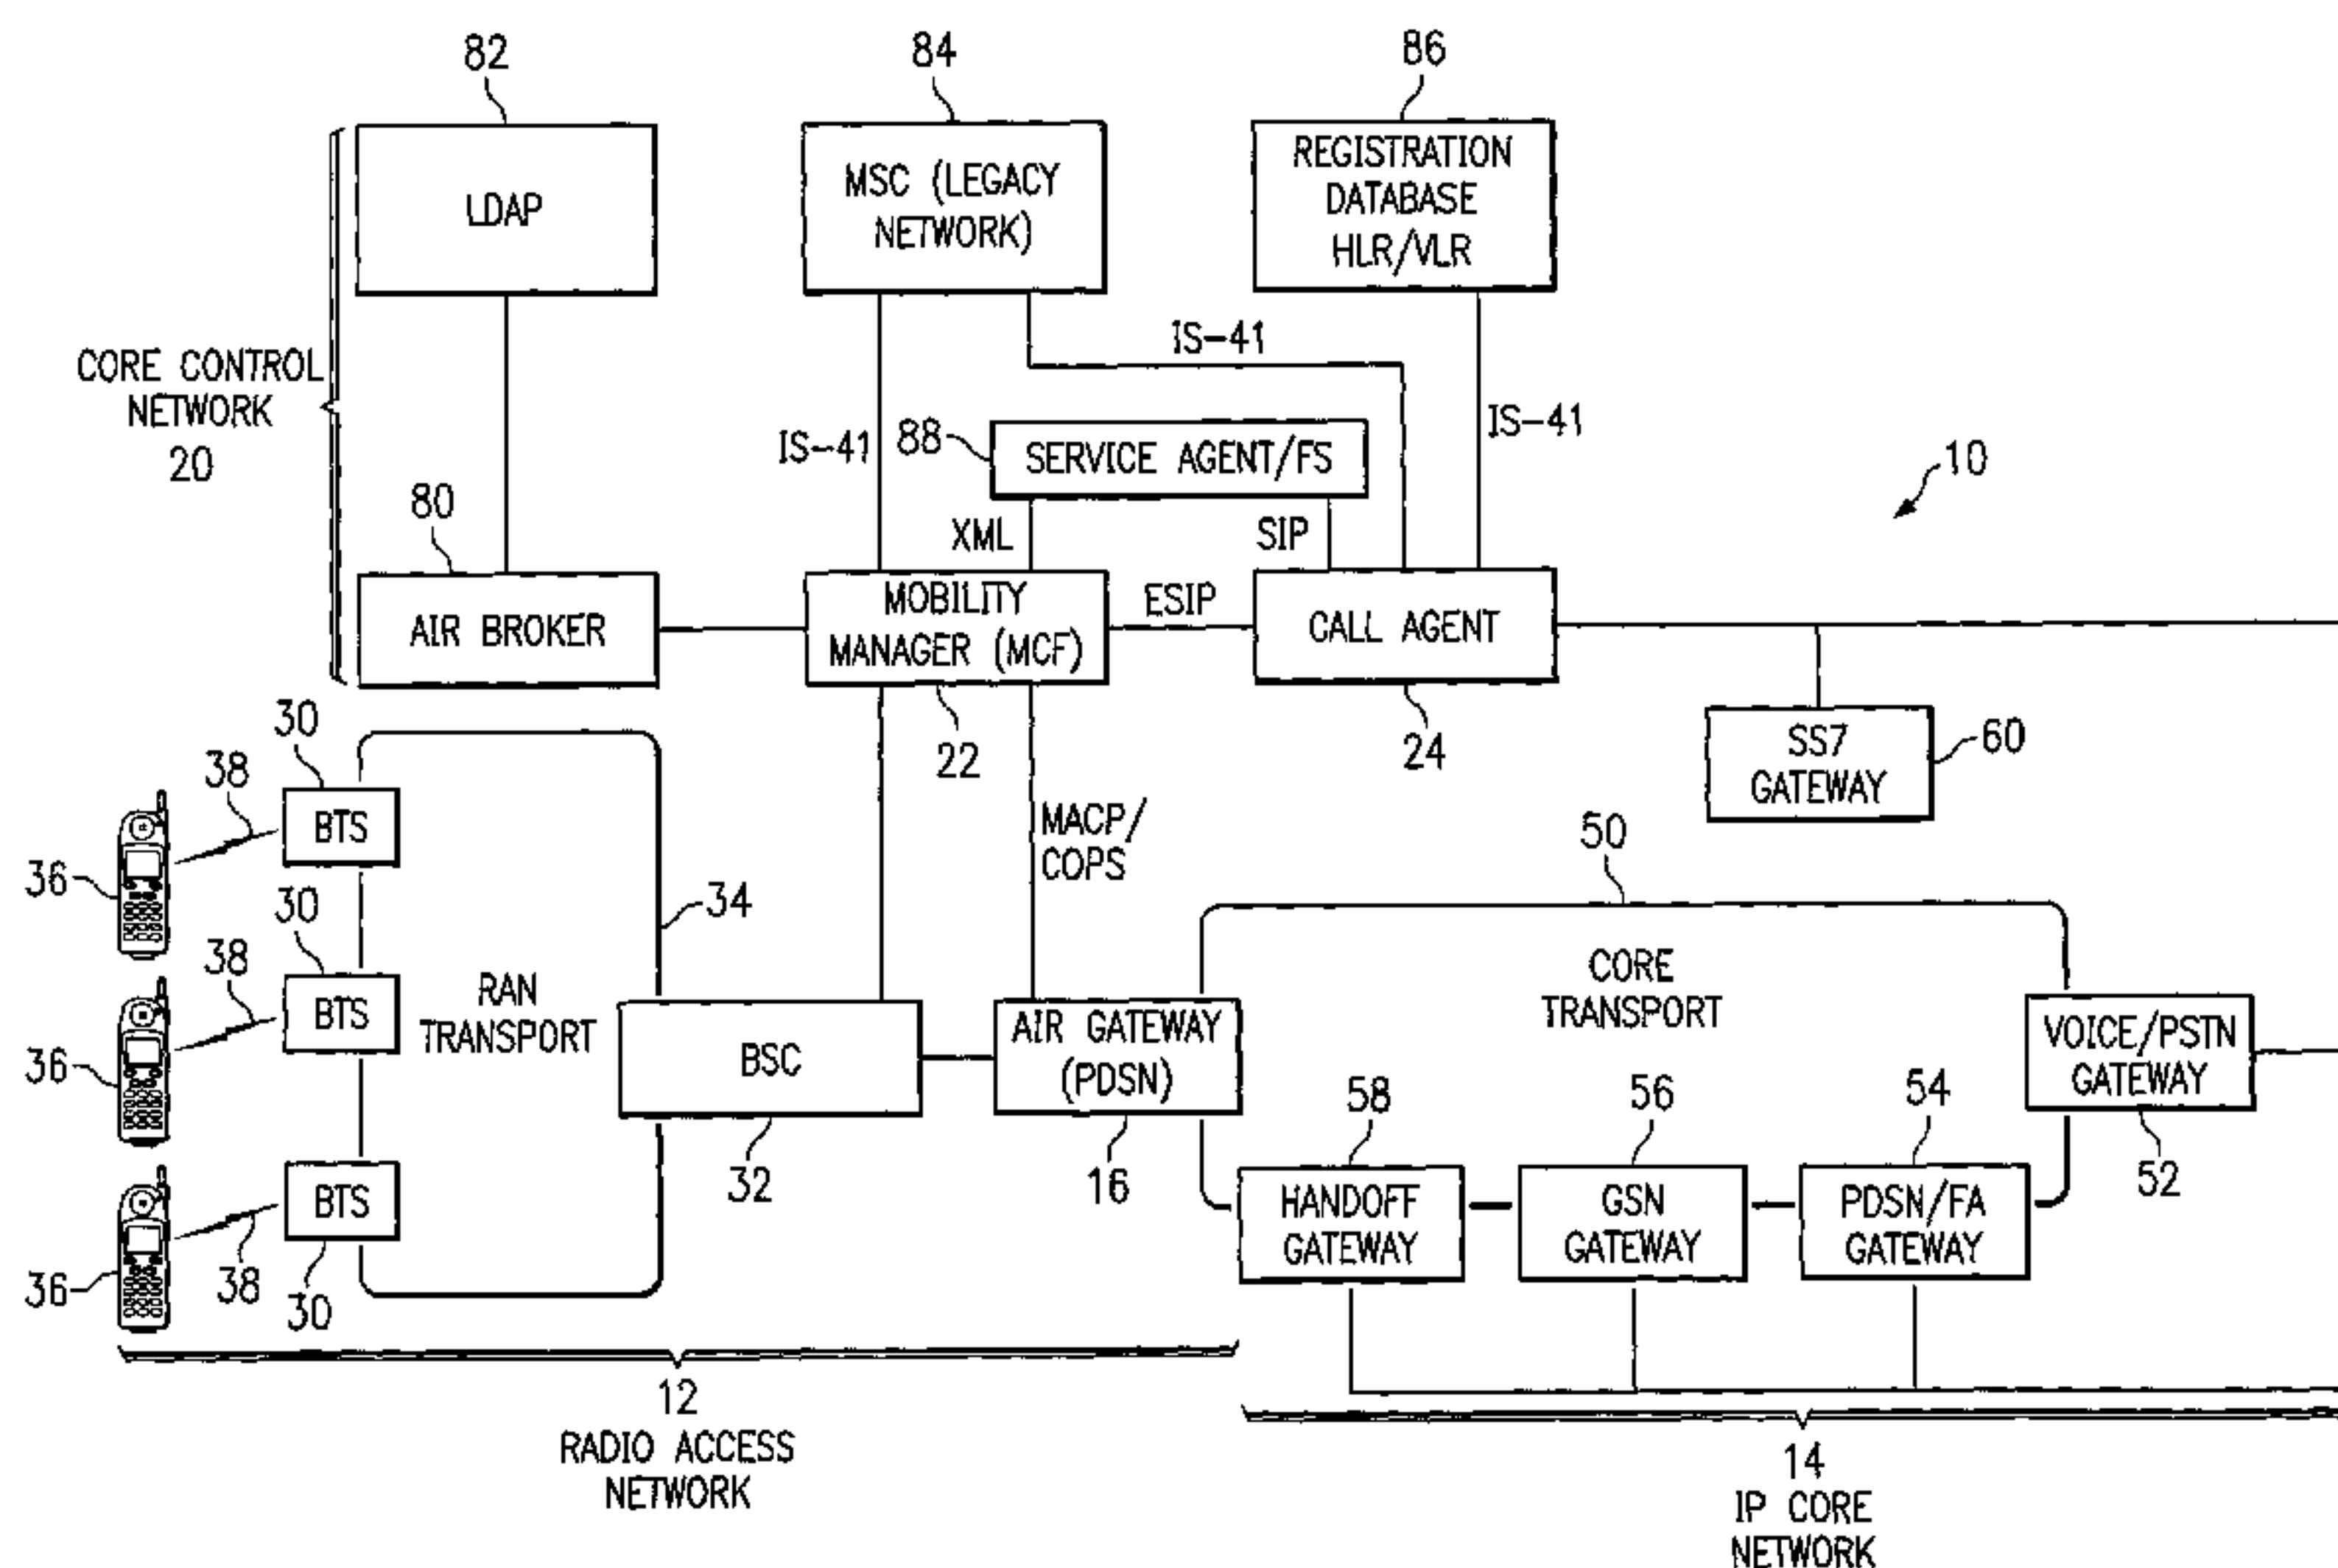 82
84
86
LDAP
MSC (LEGACY
NETWORK)
REGISTRATION
DATABASE
HLR/VLR
IS-41
CORE CONTROL
NETWORK
20
IS-41
88
SERVICE AGENT/FS
IS-41
10
80
XML
SIP
AIR BROKER
MOBILITY
MANAGER (MCF)
ESIP
CALL AGENT
22
24
SS7
GATEWAY
60
30
38
BTS
36
MACP/
COPS
50
30
34
38
BTS
36
RAN
TRANSPORT
BSC
AIR GATEWAY
(PDSN)
CORE
TRANSPORT
VOICE/PSTN
GATEWAY
58
56
54
32
16
52
BTS
36
38
30
HANDOFF
GATEWAY
GSN
GATEWAY
PDSN/FA
GATEWAY
12
RADIO ACCESS
NETWORK
14
IP CORE
NETWORK